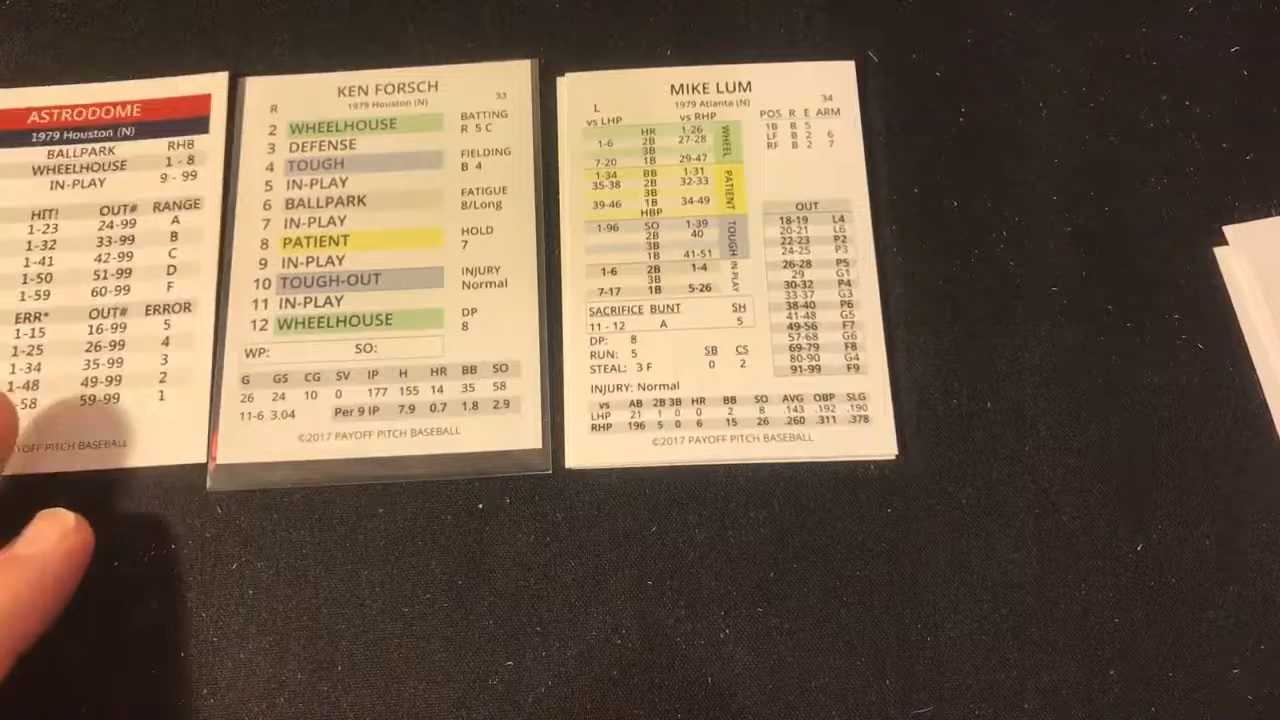 ASTRODOME
1979 Houston (N)
BALLPARK RHB
WHEELHOUSE 1 - 8
IN-PLAY 9 - 99
HIT! OUT# RANGE
1-23 24-99 A
1-32 33-99 B
1-41 42-99 C
1-50 51-99 D
1-59 60-99 F
ERR* OUT# ERROR
1-15 16-99 5
1-25 26-99 4
1-34 35-99 3
1-48 49-99 2
-58 59-99 1
OFF PITCH BASEBALL
KEN FORSCH
1979 Houston (N)
33
R
2 WHEELHOUSE
3 DEFENSE
4 TOUGH
5 IN-PLAY
6 BALLPARK
7 IN-PLAY
8 PATIENT
9 IN-PLAY
10 TOUGH-OUT
11 IN-PLAY
12 WHEELHOUSE
BATTING
R 5 C
FIELDING
B 4
FATIGUE
8/Long
HOLD
7
INJURY
Normal
DP
8
WP: SO:
G GS CG SV IP H HR BB SO
26 24 10 0 177 155 14 35 58
11-6 3.04 Per 9 IP 7.9 0.7 1.8 2.9
©2017 PAYOFF PITCH BASEBALL
MIKE LUM
1979 Atlanta (N)
34
L
vs LHP vs RHP
HR 1-26
1-6 2B 27-28
3B
7-20 1B 29-47
WHEEL
1-34 BB 1-31
35-38 2B 32-33
3B
39-46 1B 34-49
HBP
PATIENT
1-96 SO 1-39
2B 40
3B
1B 41-51
TOUGH
1-6 2B 1-4
3B
7-17 1B 5-26
IN-PLAY
SACRIFICE BUNT SH
11 - 12 A 5
DP: 8
RUN: 5 SB CS
STEAL: 3 F 0 2
INJURY: Normal
POS R E ARM
1B B 5
LF B 2 6
RF B 2 7
OUT
18-19 L4
20-21 L6
22-23 P2
24-25 P3
26-28 P5
29 G1
30-32 P4
33-37 G3
38-40 P6
41-48 G5
49-56 F7
57-68 G6
69-79 F8
80-90 G4
91-99 F9
vs AB 2B 3B HR BB SO AVG OBP SLG
LHP 21 1 0 0 2 8 .143 .192 .190
RHP 196 5 0 6 15 26 .260 .311 .378
©2017 PAYOFF PITCH BASEBALL